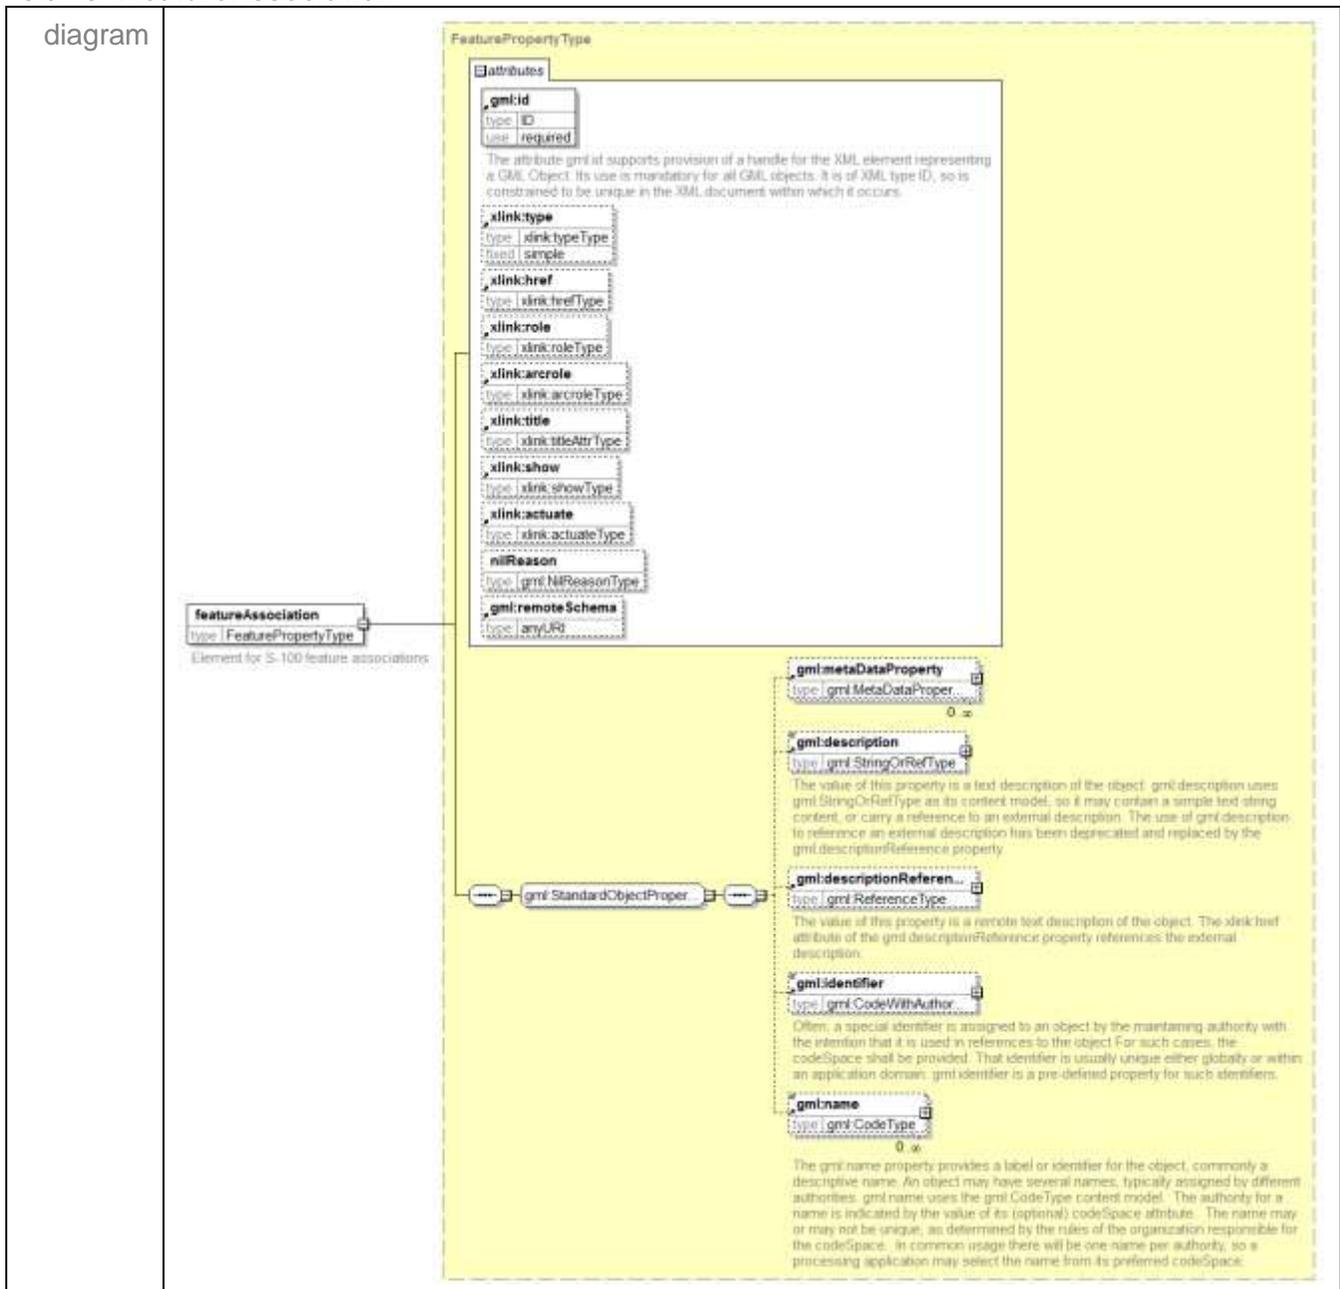 diagram
FeaturePropertyType
attributes
gml:id
type ID
use required
The attribute gml:id supports provision of a handle for the XML element representing
a GML Object. Its use is mandatory for all GML objects. It is of XML type ID, so is
constrained to be unique in the XML document within which it occurs.
xlink:type
type xlink:typeType
fixed simple
xlink:href
type xlink:hrefType
xlink:role
type xlink:roleType
xlink:arcrole
type xlink:arcroleType
xlink:title
type xlink:titleAttrType
xlink:show
type xlink:showType
xlink:actuate
type xlink:actuateType
nilReason
type gml:NilReasonType
gml:remoteSchema
type anyURI
featureAssociation
type FeaturePropertyType
Element for S-100 feature associations
gml:metaDataProperty
type gml:MetaDataProper...
0..∞
gml:description
type gml:StringOrRefType
The value of this property is a text description of the object. gml:description uses
gml:StringOrRefType as its content model, so it may contain a simple text string
content, or carry a reference to an external description. The use of gml:description
to reference an external description has been deprecated and replaced by the
gml:descriptionReference property.
gml:StandardObjectProper...
gml:descriptionReferen...
type gml:ReferenceType
The value of this property is a remote text description of the object. The xlink:href
attribute of the gml:descriptionReference property references the external
description.
gml:identifier
type gml:CodeWithAuthor...
Often, a special identifier is assigned to an object by the maintaining authority with
the intention that it is used in references to the object For such cases, the
codeSpace shall be provided. That identifier is usually unique either globally or within
an application domain. gml:identifier is a pre-defined property for such identifiers.
gml:name
type gml:CodeType
0..∞
The gml:name property provides a label or identifier for the object, commonly a
descriptive name. An object may have several names, typically assigned by different
authorities. gml:name uses the gml:CodeType content model.  The authority for a
name is indicated by the value of its (optional) codeSpace attribute.  The name may
or may not be unique, as determined by the rules of the organization responsible for
the codeSpace.  In common usage there will be one name per authority, so a
processing application may select the name from its preferred codeSpace.